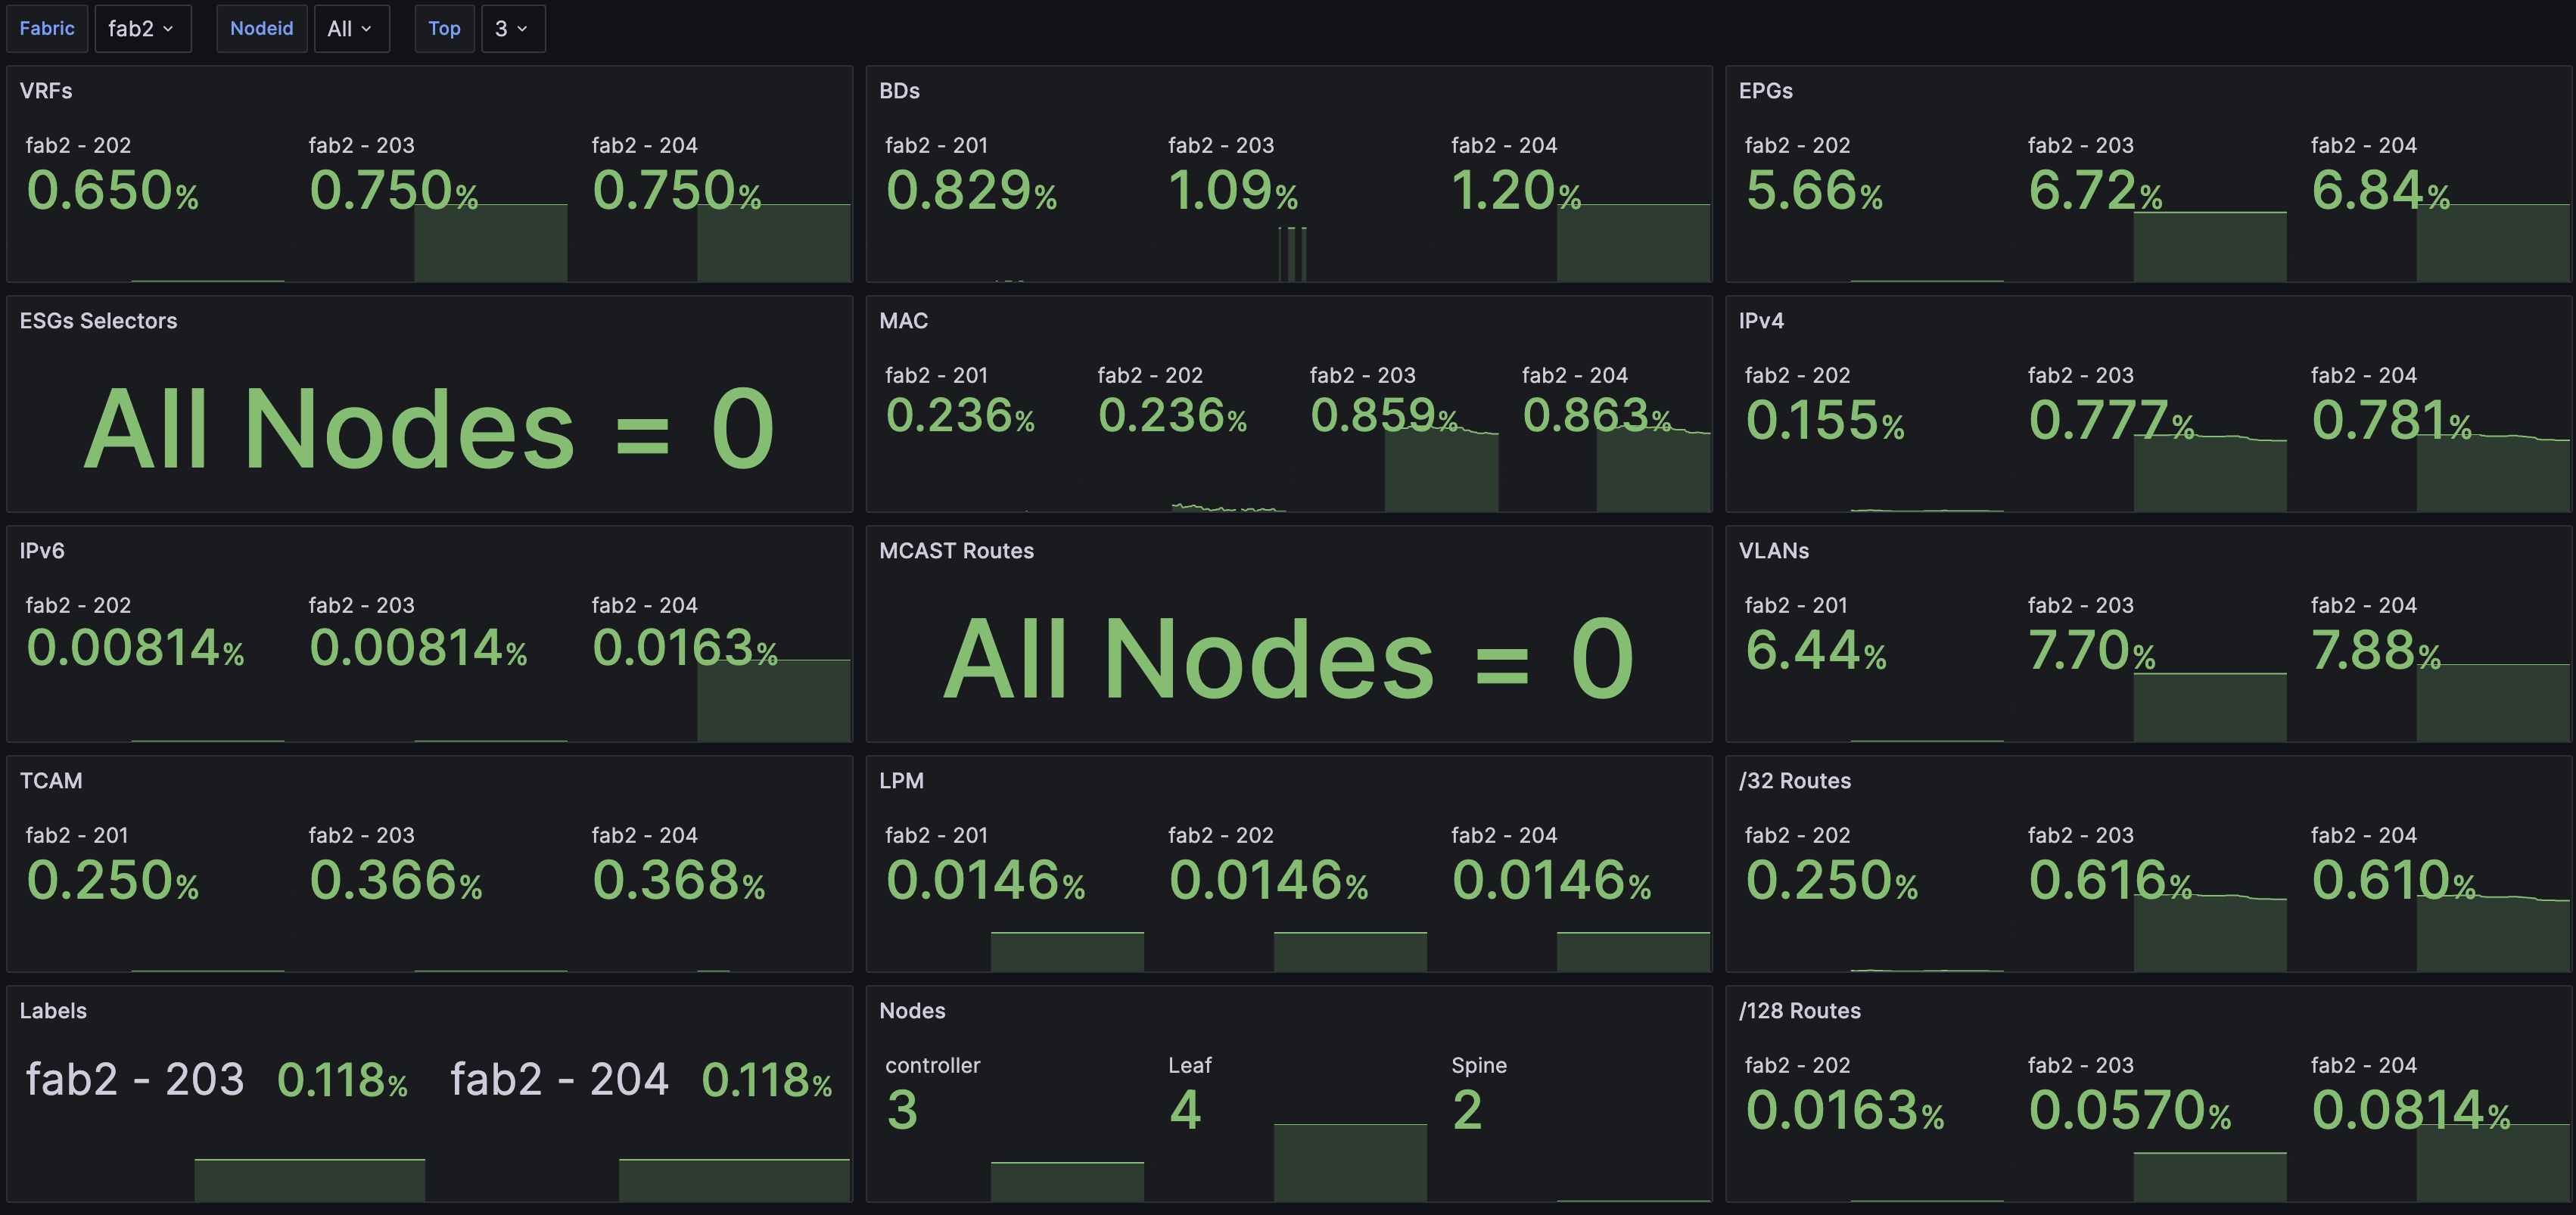 Fabric fab2 Nodeid All Top 3
VRFs
fab2 - 202 fab2 - 203 fab2 - 204
0.650% 0.750% 0.750%
BDs
fab2 - 201 fab2 - 203 fab2 - 204
0.829% 1.09% 1.20%
EPGs
fab2 - 202 fab2 - 203 fab2 - 204
5.66% 6.72% 6.84%
ESGs Selectors
All Nodes = 0
MAC
fab2 - 201 fab2 - 202 fab2 - 203 fab2 - 204
0.236% 0.236% 0.859% 0.863%
IPv4
fab2 - 202 fab2 - 203 fab2 - 204
0.155% 0.777% 0.781%
IPv6
fab2 - 202 fab2 - 203 fab2 - 204
0.00814% 0.00814% 0.0163%
MCAST Routes
All Nodes = 0
VLANs
fab2 - 201 fab2 - 203 fab2 - 204
6.44% 7.70% 7.88%
TCAM
fab2 - 201 fab2 - 203 fab2 - 204
0.250% 0.366% 0.368%
LPM
fab2 - 201 fab2 - 202 fab2 - 204
0.0146% 0.0146% 0.0146%
/32 Routes
fab2 - 202 fab2 - 203 fab2 - 204
0.250% 0.616% 0.610%
Labels
fab2 - 203 0.118% fab2 - 204 0.118%
Nodes
controller Leaf Spine
3 4 2
/128 Routes
fab2 - 202 fab2 - 203 fab2 - 204
0.0163% 0.0570% 0.0814%